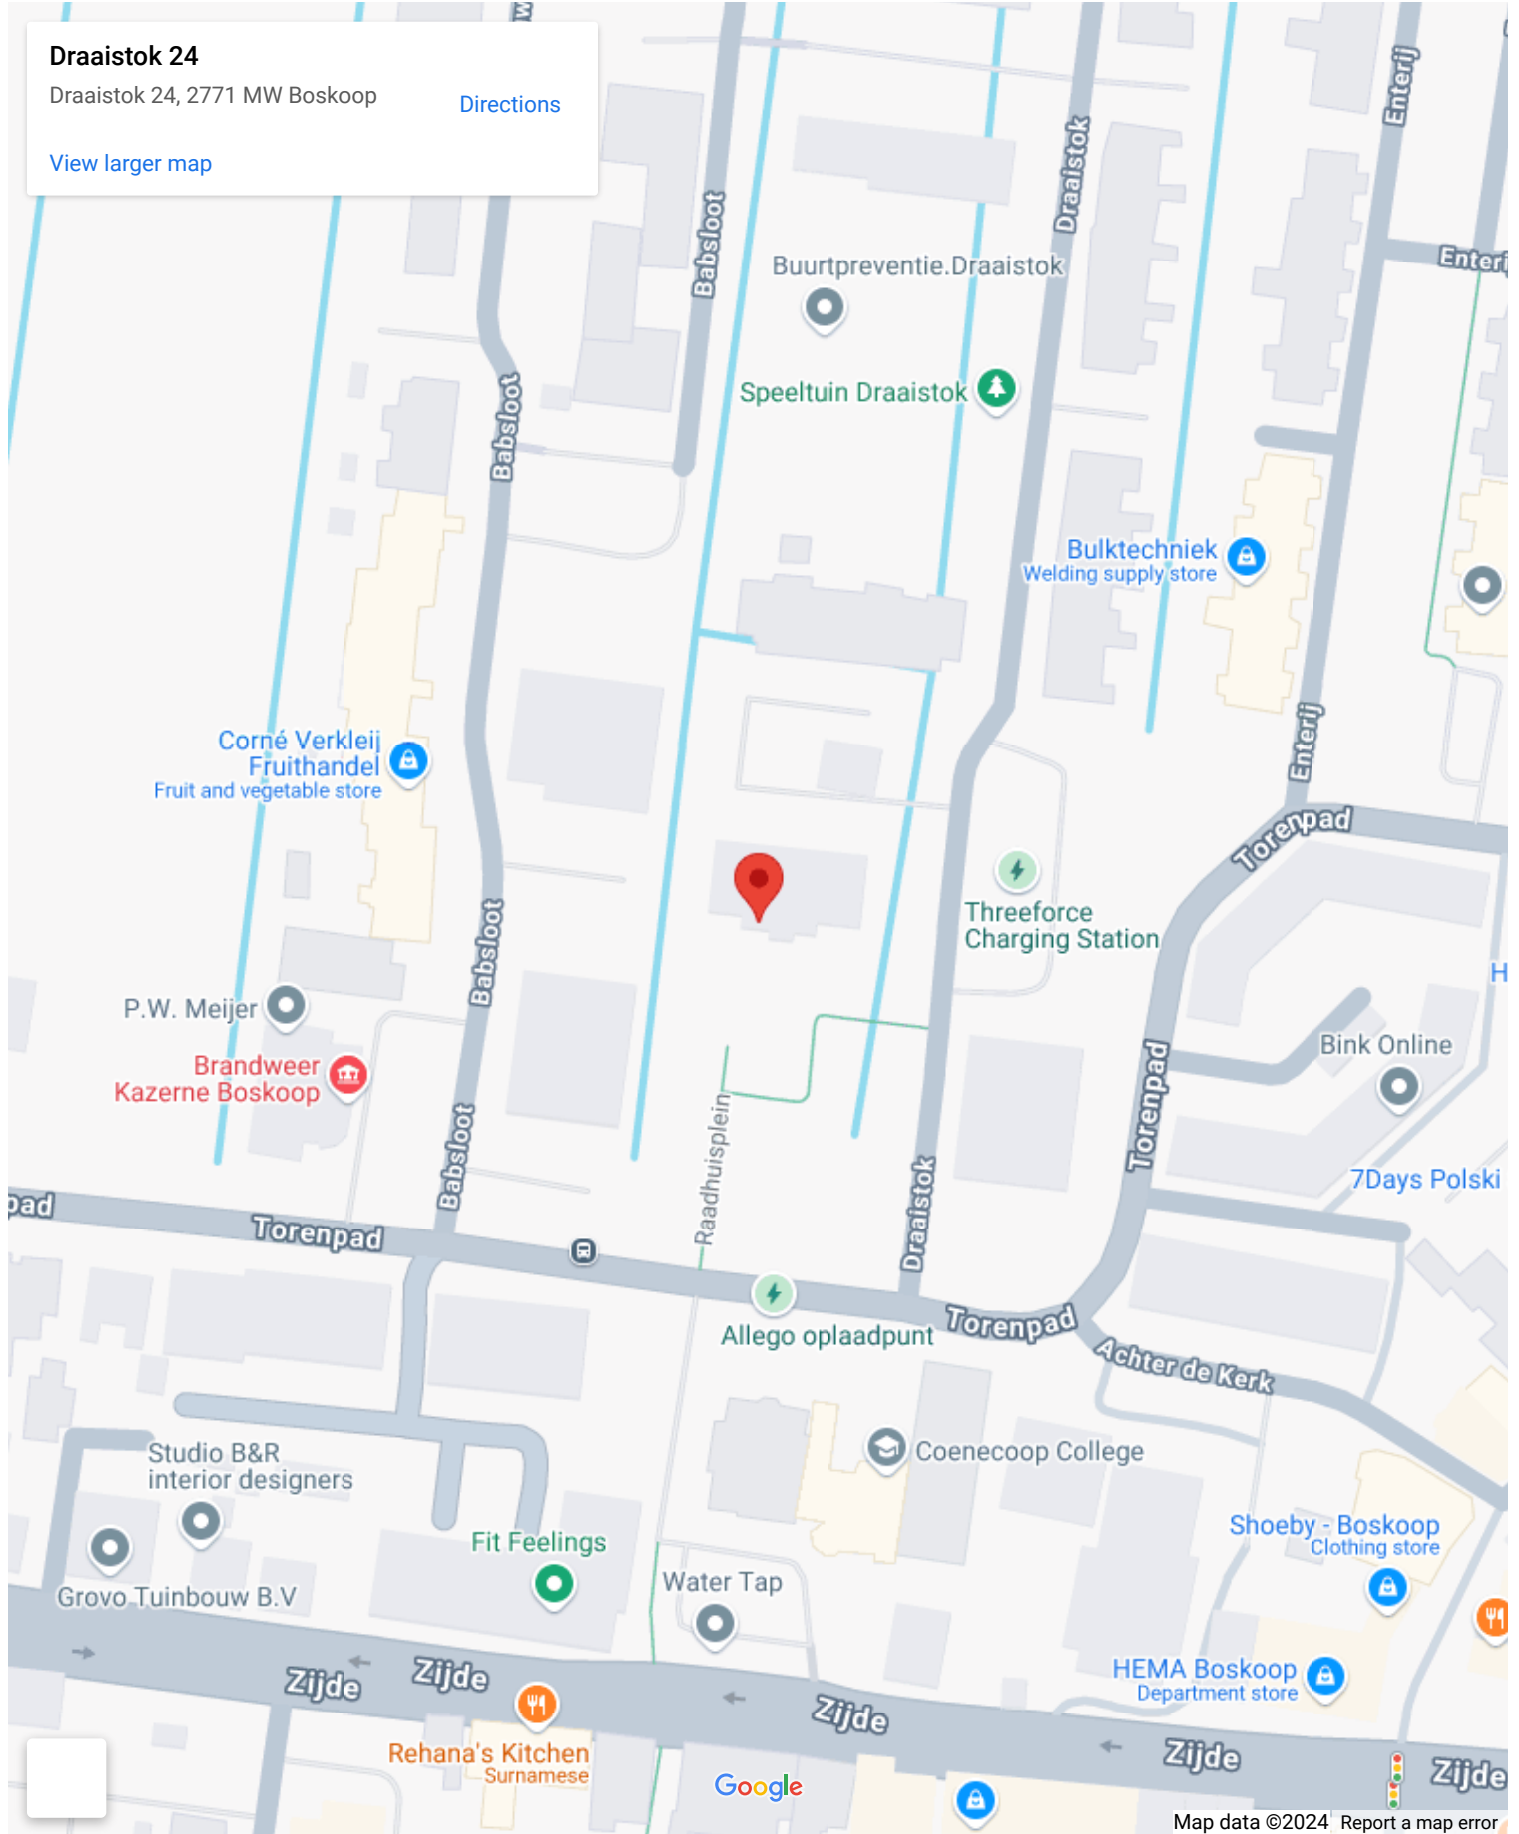 Draaistok 24
Draaistok 24, 2771 MW Boskoop
Directions
View larger map
Enterij
Draaistok
Babsloot
Enterij
Buurtpreventie.Draaistok
Speeltuin Draaistok
Babsloot
Bulktechniek
Welding supply store
Corné Verkleij
Fruithandel
Fruit and vegetable store
Enterij
Torenpad
Threeforce
Charging Station
Babsloot
P.W. Meijer
Brandweer
Kazerne Boskoop
Bink Online
Torenpad
Babsloot
Raadhuisplein
Draaistok
7Days Polski
Torenpad
Allego oplaadpunt
Torenpad
Achter de Kerk
Coenecoop College
Studio B&R
interior designers
Fit Feelings
Shoeby - Boskoop
Clothing store
Grovo Tuinbouw B.V
Water Tap
HEMA Boskoop
Department store
Zijde
Zijde
Zijde
Zijde
Zijde
Rehana's Kitchen
Surnamese
Google
Map data ©2024
Report a map error